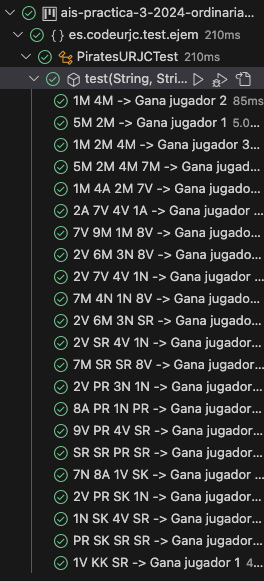 ais-practica-3-2024-ordinaria...
{} es.codeurjc.test.ejem 210ms
PiratesURJCTest 210ms
test(String, Stri...
1M 4M -> Gana jugador 2 85ms
5M 2M -> Gana jugador 1 5.0...
1M 2M 4M -> Gana jugador 3...
5M 2M 4M 7M -> Gana jugad...
1M 4A 2M 7V -> Gana jugador ...
2A 7V 4V 1A -> Gana jugador ...
7V 9M 1M 8V -> Gana jugador...
2V 6M 3N 8V -> Gana jugador...
2V 7V 4V 1N -> Gana jugador...
7M 4N 1N 8V -> Gana jugador...
2V 6M 3N SR -> Gana jugador...
2V SR 4V 1N -> Gana jugador...
7M SR SR 8V -> Gana jugador...
2V PR 3N 1N -> Gana jugador...
8A PR 1N PR -> Gana jugador...
9V PR 4V SR -> Gana jugador...
SR SR PR SR -> Gana jugador...
7N 8A 1V SK -> Gana jugador ...
2V PR SK 1N -> Gana jugador...
1N SK 4V SR -> Gana jugador...
PR SK SR SR -> Gana jugador...
1V KK SR -> Gana jugador 1 4...